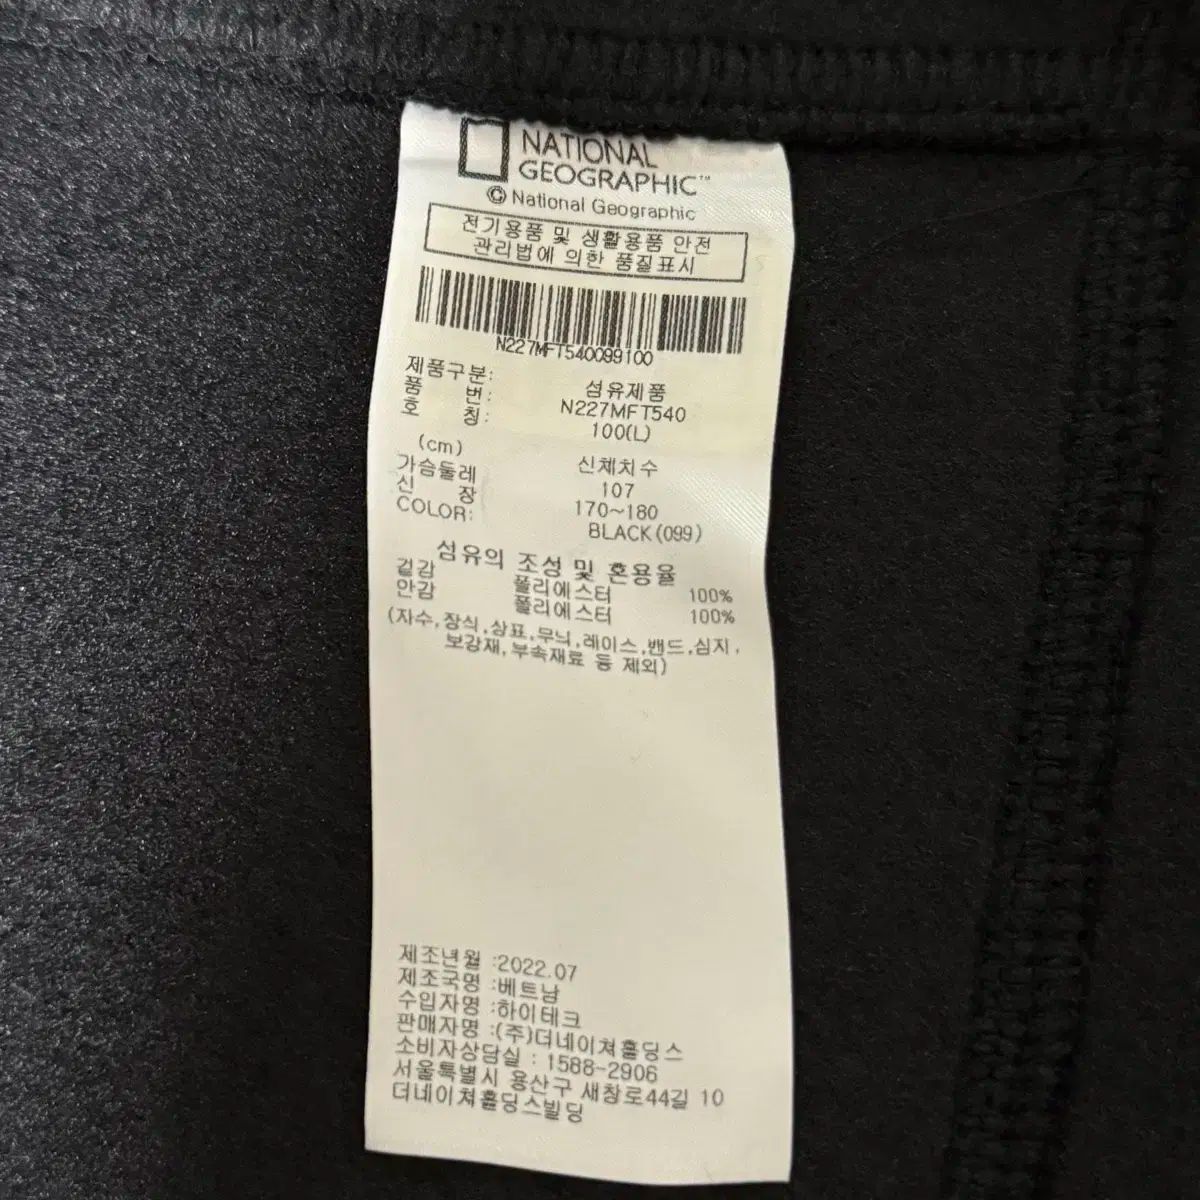 NATIONAL
GEOGRAPHIC™
© National Geographic
전기용품 및 생활용품 안전
관리법에 의한 품질표시
N227MFT540099100
제품구분: 섬유제품
품 번: N227MFT540
호 칭: 100(L)
(cm) 신체치수
가슴둘레 107
신 장 170~180
COLOR: BLACK(099)
섬유의 조성 및 혼용율
겉감 폴리에스터 100%
안감 폴리에스터 100%
(자수,장식,상표,무늬,레이스,밴드,심지,
보강재,부속재료 등 제외)
제조년월 :2022.07
제조국명 :베트남
수입자명 :하이테크
판매자명 :(주)더네이쳐홀딩스
소비자상담실 : 1588-2906
서울특별시 용산구 새창로44길 10
더네이쳐홀딩스빌딩